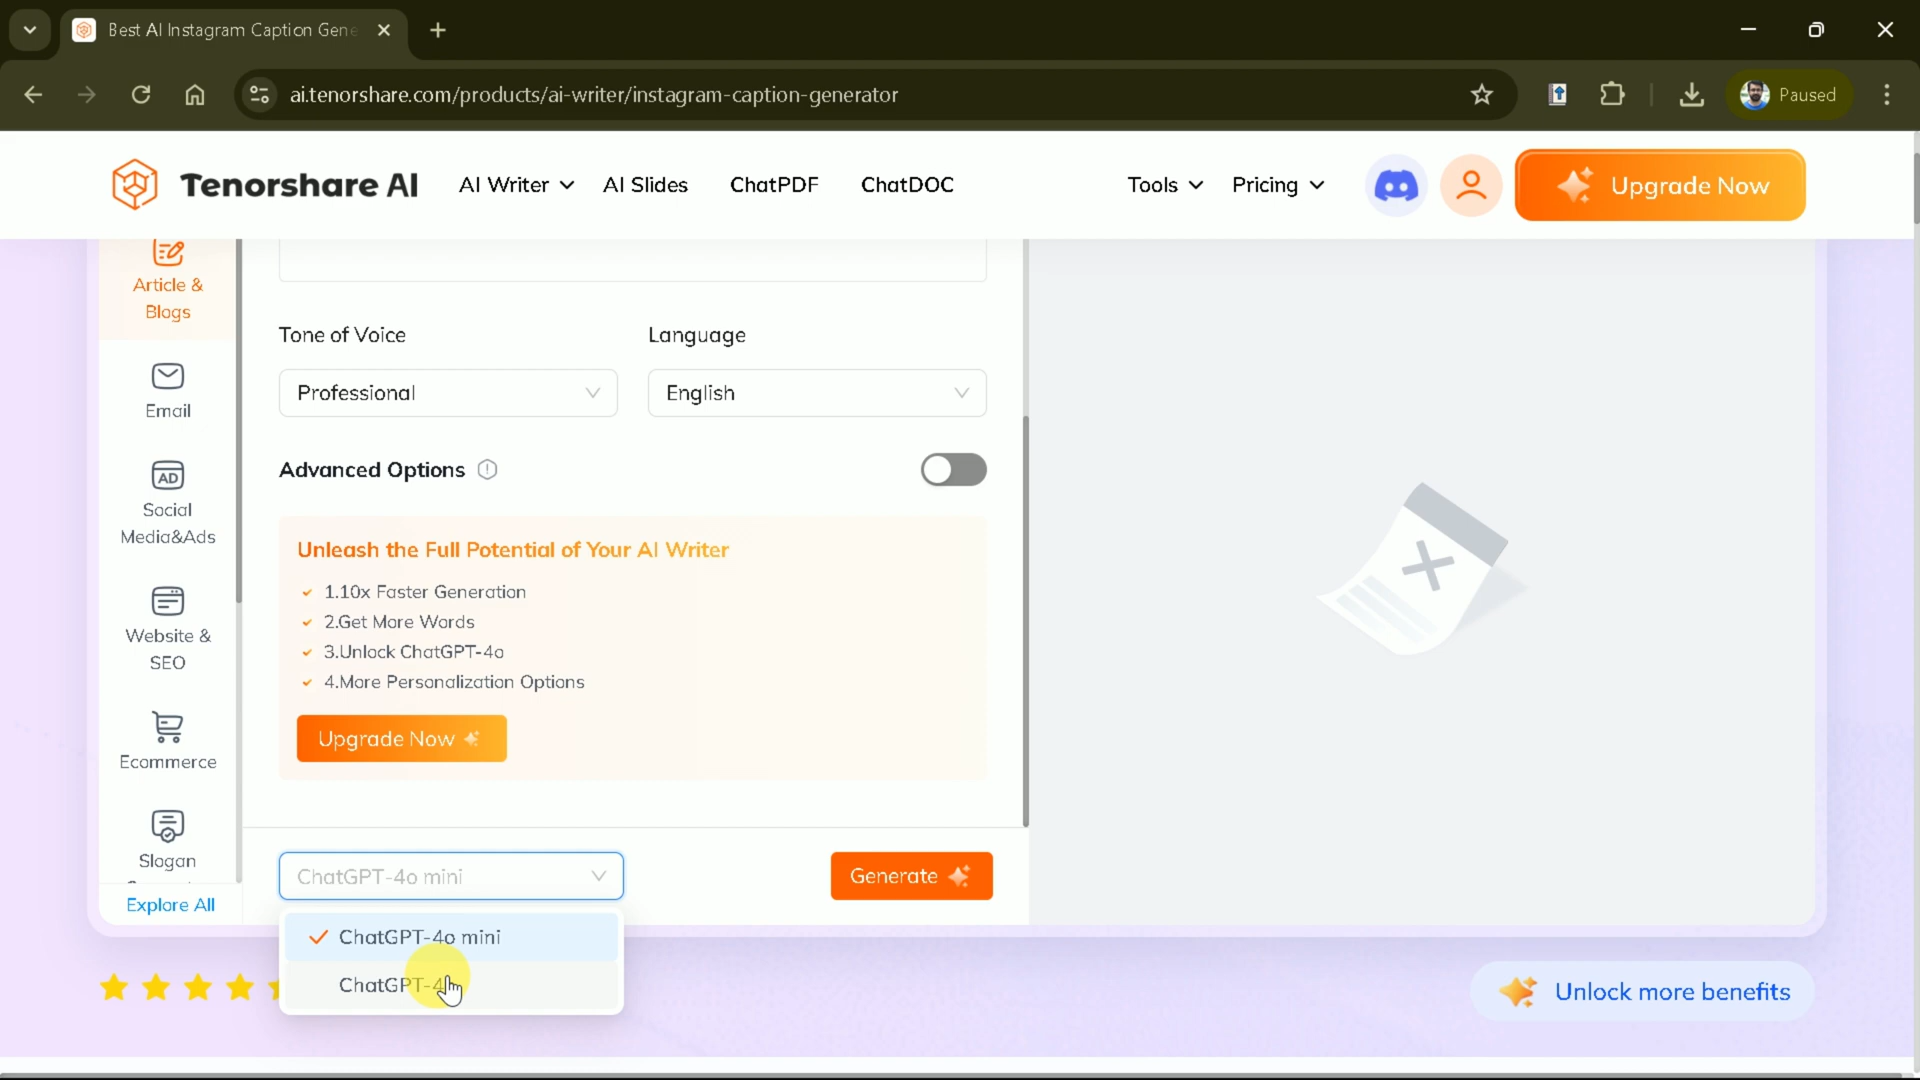 Best AI Instagram Caption Gene
ai.tenorshare.com/products/ai-writer/instagram-caption-generator
Paused
Tenorshare AI
AI Writer
AI Slides
ChatPDF
ChatDOC
Tools
Pricing
Upgrade Now
Article &
Blogs
Email
AD
Social
Media&Ads
Website &
SEO
Ecommerce
Slogan
Explore All
Tone of Voice
Language
Professional
English
Advanced Options
Unleash the Full Potential of Your AI Writer
1.10x Faster Generation
2.Get More Words
3.Unlock ChatGPT-4o
4.More Personalization Options
Upgrade Now
ChatGPT-4o mini
Generate
ChatGPT-4o mini
ChatGPT-4
Unlock more benefits